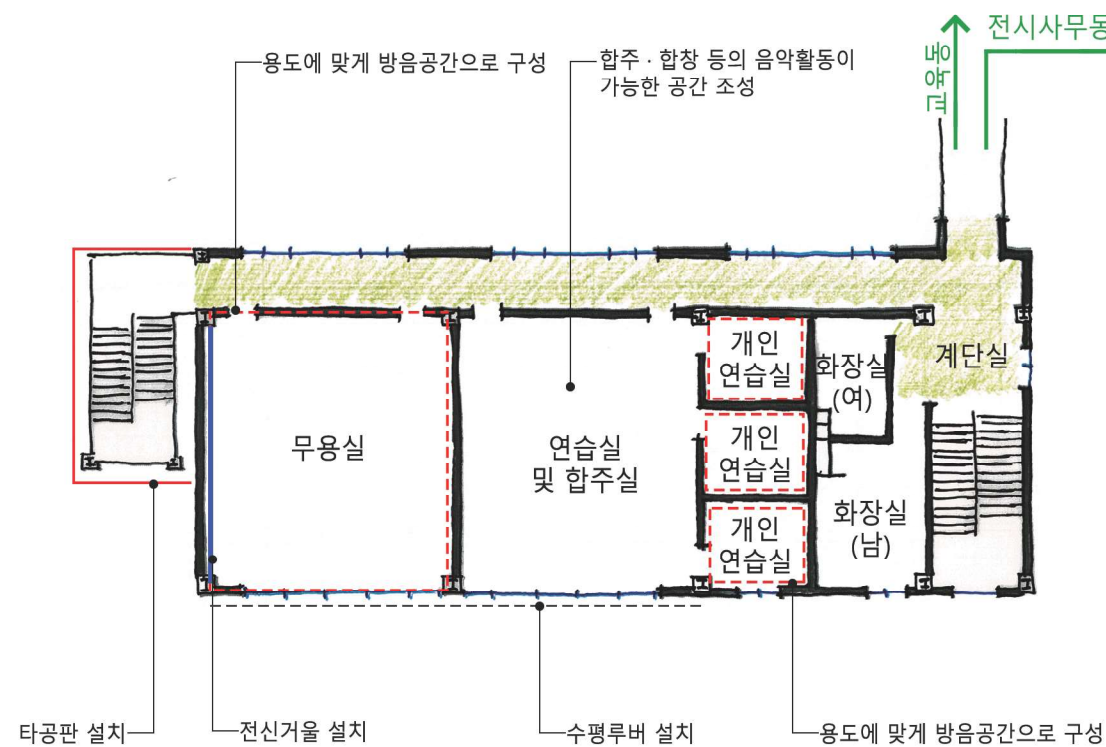 전시사무동
교육동
용도에 맞게 방음공간으로 구성
합주 · 합창 등의 음악활동이
가능한 공간 조성
개인
연습실
화장실
(여)
계단실
무용실
연습실
및 합주실
개인
연습실
개인
연습실
화장실
(남)
타공판 설치
전신거울 설치
수평루버 설치
용도에 맞게 방음공간으로 구성